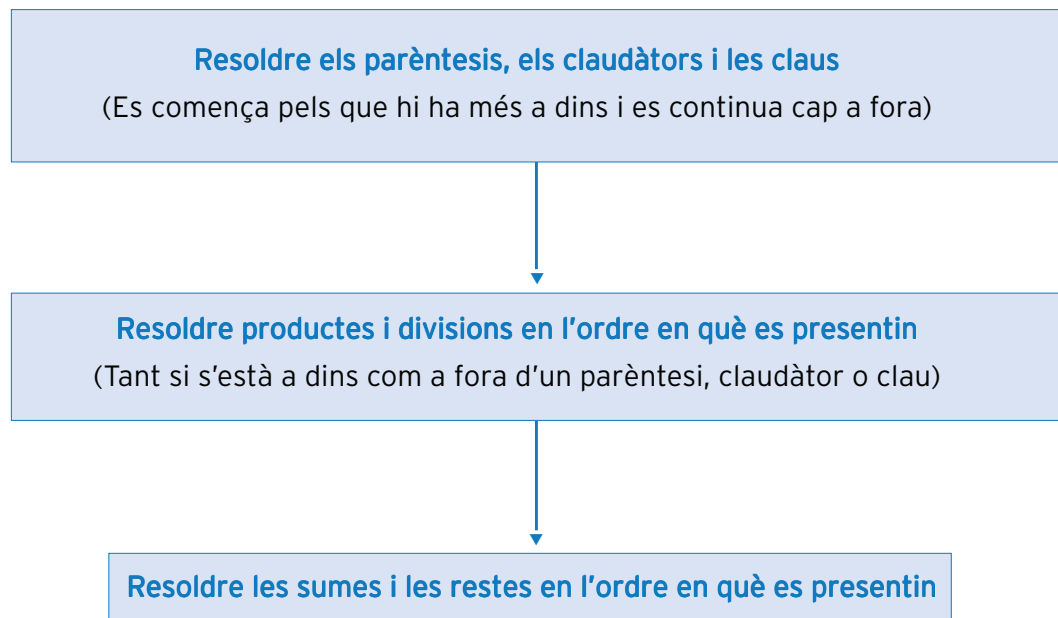 Resoldre els parèntesis, els claudàtors i les claus
(Es comença pels que hi ha més a dins i es continua cap a fora)
Resoldre productes i divisions en l’ordre en què es presentin
(Tant si s’està a dins com a fora d’un parèntesi, claudàtor o clau)
Resoldre les sumes i les restes en l’ordre en què es presentin